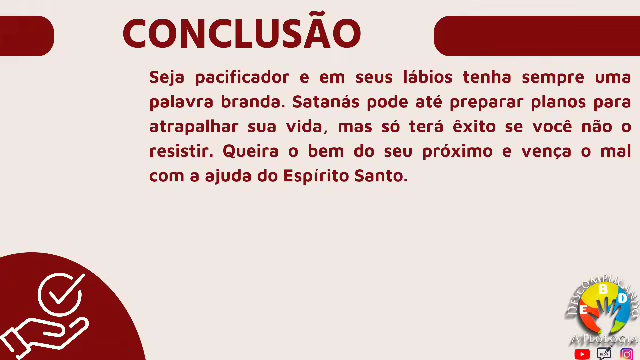 CONCLUSÃO
Seja pacificador e em seus lábios tenha sempre uma
palavra branda. Satanás pode até preparar planos para
atrapalhar sua vida, mas só terá êxito se você não o
resistir. Queira o bem do seu próximo e vença o mal
com a ajuda do Espírito Santo.
DESCOMPLICANDO
E B D
A TEOLOGIA